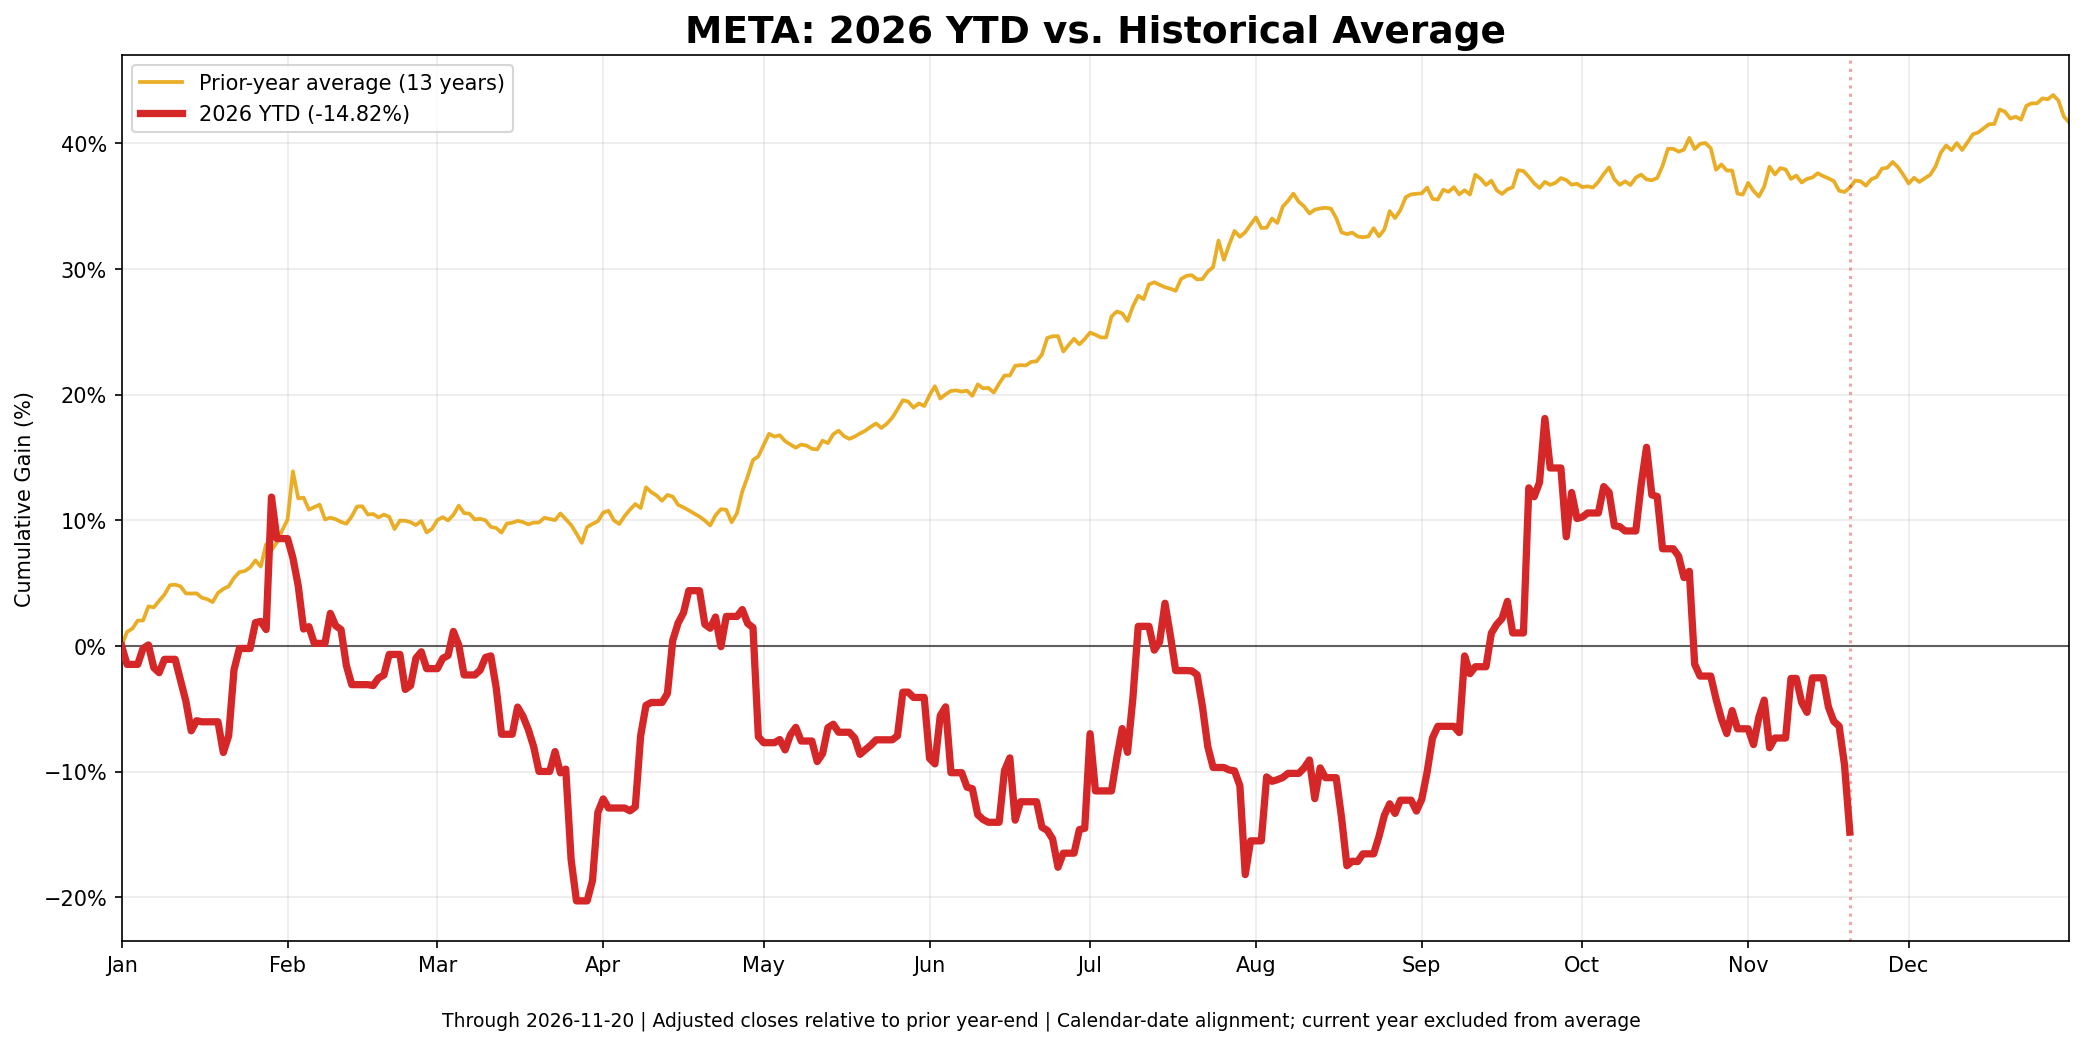 META: 2026 YTD vs. Historical Average
Prior-year average (13 years)
2026 YTD (-14.82%)
Cumulative Gain (%)
40%
30%
20%
10%
0%
−10%
−20%
Jan Feb Mar Apr May Jun Jul Aug Sep Oct Nov Dec
Through 2026-11-20 | Adjusted closes relative to prior year-end | Calendar-date alignment; current year excluded from average